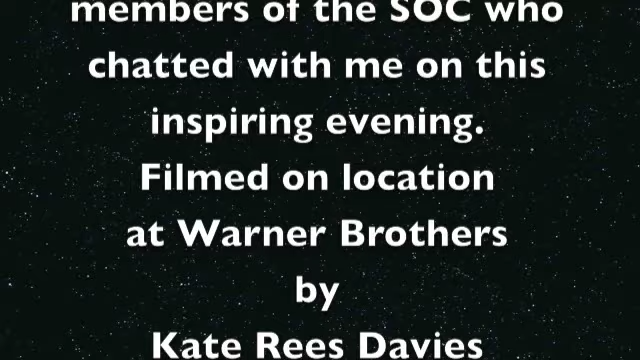 members of the SOC who
chatted with me on this
inspiring evening.
Filmed on location
at Warner Brothers
by
Kate Rees Davies